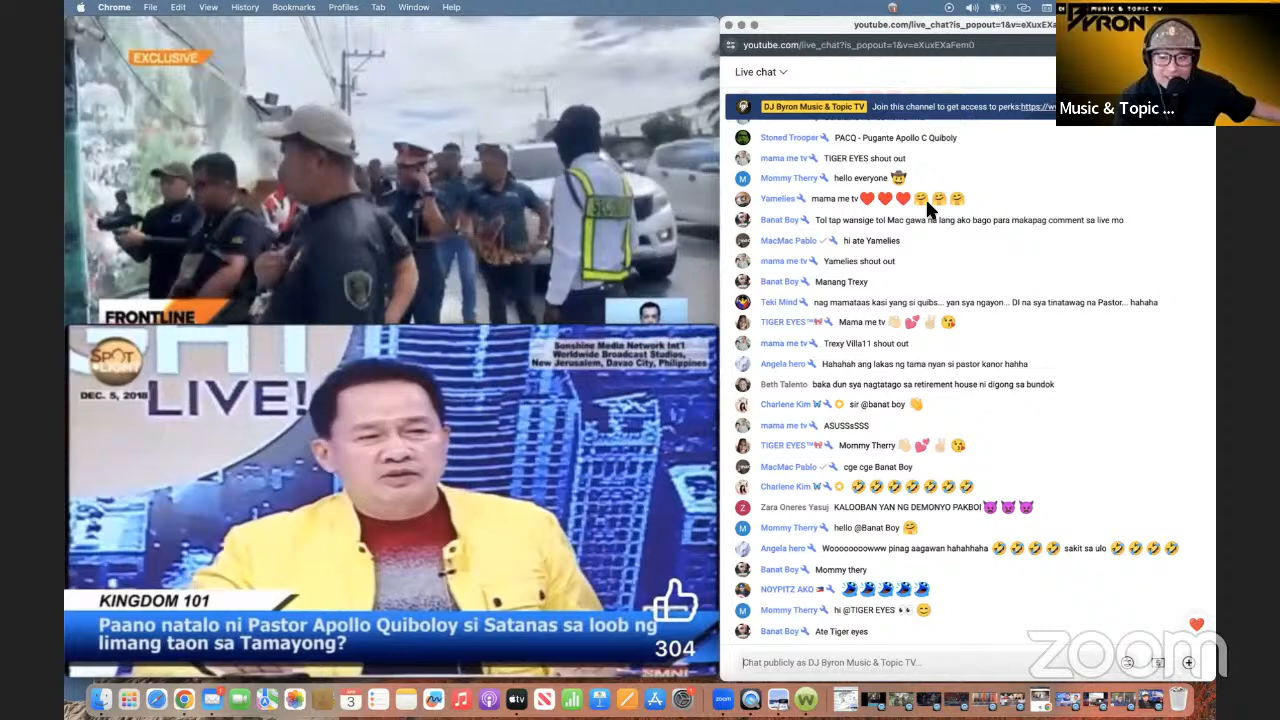 Chrome File Edit View History Bookmarks Profiles Tab Window Help
EXCLUSIVE
FRONTLINE
SPOT
LIGHT
DEC. 5, 2018
LIVE!
Sonshine Media Network Int'l
Worldwide Broadcast Studios,
New Jerusalem, Davao City, Philippines
KINGDOM 101
Paano natalo ni Pastor Apollo Quiboloy si Satanas sa loob ng
limang taon sa Tamayong?
304
youtube.com/live_chat?is_popout=1&v=eXuxEXa
youtube.com/live_chat?is_popout=1&v=eXuxEXaFem0
Live chat
DJ Byron Music & Topic TV Join this channel to get access to perks:https://w
Stoned Trooper PACQ - Pugante Apollo C Quiboly
mama me tv TIGER EYES shout out
Mommy Therry hello everyone 🤠
Yamelies mama me tv ❤️❤️❤️🤗🤗🤗
Banat Boy Tol tap wansige tol Mac gawa na lang ako bago para makapag comment sa live mo
MacMac Pablo hi ate Yamelies
mama me tv Yamelies shout out
Banat Boy Manang Trexy
Teki Mind nag mamataas kasi yang si quibs... yan sya ngayon... DI na sya tinatawag na Pastor... hahaha
TIGER EYES™🎀 Mama me tv 👋🏻💕✌🏻😘
mama me tv Trexy Villa11 shout out
Angela hero Hahahah ang lakas ng tama nyan si pastor kanor hahha
Beth Talento baka dun sya nagtatago sa retirement house ni digong sa bundok
Charlene Kim 🦋 sir @banat boy 👏
mama me tv ASUSSsSSS
TIGER EYES™🎀 Mommy Therry 👋🏻💕✌🏻😘
MacMac Pablo cge cge Banat Boy
Charlene Kim 🦋 🤣🤣🤣🤣🤣🤣🤣
Zara Oneres Yasuj KALOOBAN YAN NG DEMONYO PAKBOI 😈😈😈
Mommy Therry hello @Banat Boy 🤗
Angela hero Wooooooooowww pinag aagawan hahahhaha 🤣🤣🤣🤣 sakit sa ulo 🤣🤣🤣🤣
Banat Boy Mommy thery
NOYPITZ AKO 🇵🇭
Mommy Therry hi @TIGER EYES 👀 😊
Banat Boy Ate Tiger eyes
Chat publicly as DJ Byron Music & Topic TV...
MUSIC & TOPIC TV
BYRON
Music & Topic ...
zoom